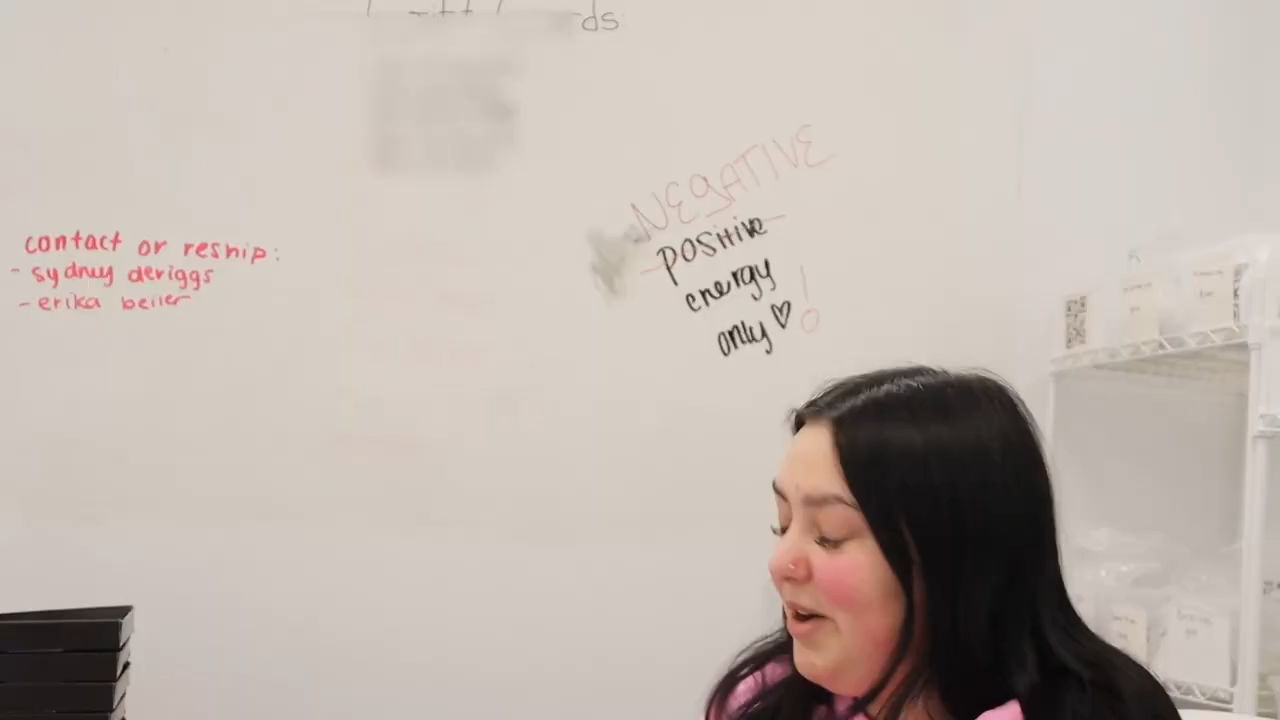 ds
contact or reship:
- sydney deriggs
- erika beiler
NEGATIVE
positive
energy
only ♡ !